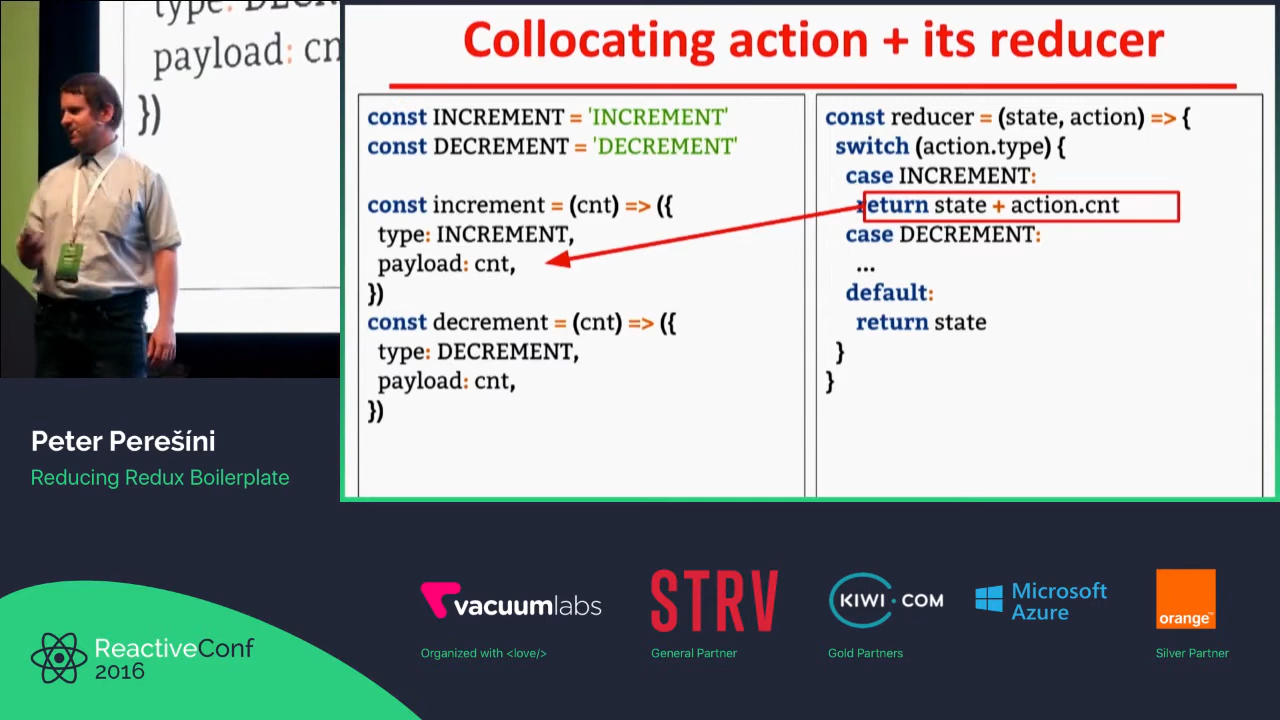 type: DECR
payload: cn
})
Collocating action + its reducer
const INCREMENT = 'INCREMENT'
const DECREMENT = 'DECREMENT'
const increment = (cnt) => ({
type: INCREMENT,
payload: cnt,
})
const decrement = (cnt) => ({
type: DECREMENT,
payload: cnt,
})
const reducer = (state, action) => {
switch (action.type) {
case INCREMENT:
return state + action.cnt
case DECREMENT:
...
default:
return state
}
}
Peter Perešíni
Reducing Redux Boilerplate
ReactiveConf
2016
vacuumlabs
Organized with <love/>
STRV
General Partner
KIWI.COM
Gold Partners
Microsoft
Azure
orange™
Silver Partner